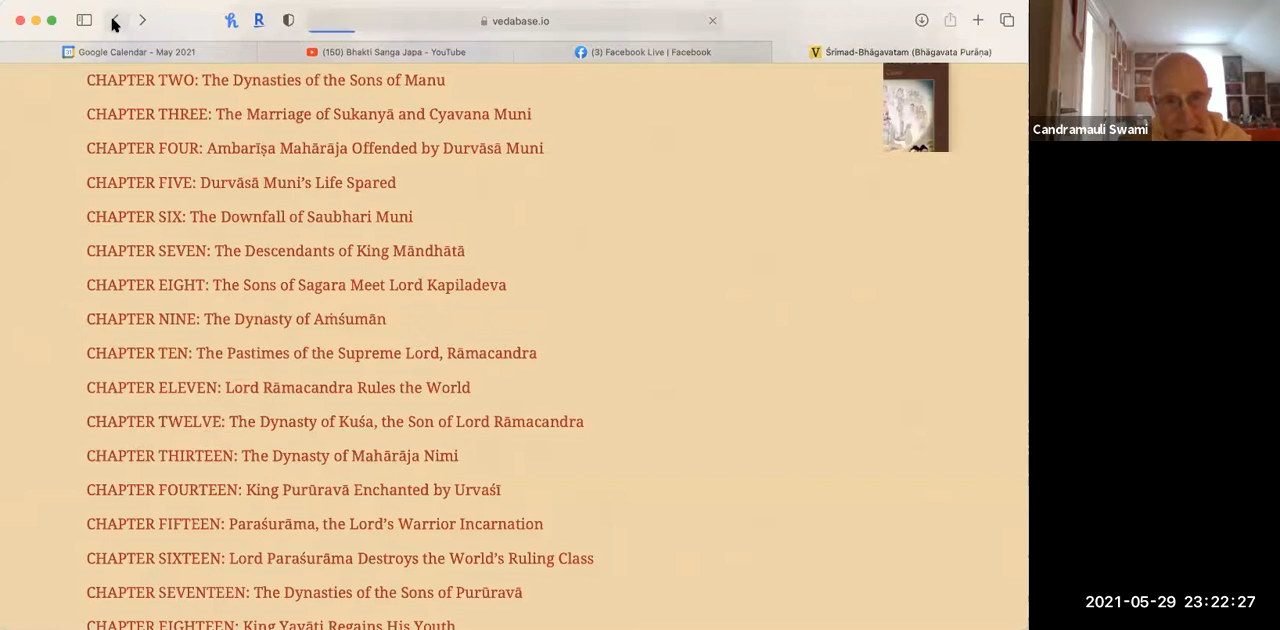 vedabase.io
Google Calendar - May 2021
(150) Bhakti Sanga Japa - YouTube
(3) Facebook Live | Facebook
Śrīmad-Bhāgavatam (Bhāgavata Purāṇa)
CHAPTER TWO: The Dynasties of the Sons of Manu
CHAPTER THREE: The Marriage of Sukanyā and Cyavana Muni
CHAPTER FOUR: Ambarīṣa Mahārāja Offended by Durvāsā Muni
CHAPTER FIVE: Durvāsā Muni’s Life Spared
CHAPTER SIX: The Downfall of Saubhari Muni
CHAPTER SEVEN: The Descendants of King Māndhātā
CHAPTER EIGHT: The Sons of Sagara Meet Lord Kapiladeva
CHAPTER NINE: The Dynasty of Aṁśumān
CHAPTER TEN: The Pastimes of the Supreme Lord, Rāmacandra
CHAPTER ELEVEN: Lord Rāmacandra Rules the World
CHAPTER TWELVE: The Dynasty of Kuśa, the Son of Lord Rāmacandra
CHAPTER THIRTEEN: The Dynasty of Mahārāja Nimi
CHAPTER FOURTEEN: King Purūravā Enchanted by Urvaśī
CHAPTER FIFTEEN: Paraśurāma, the Lord’s Warrior Incarnation
CHAPTER SIXTEEN: Lord Paraśurāma Destroys the World’s Ruling Class
CHAPTER SEVENTEEN: The Dynasties of the Sons of Purūravā
CHAPTER EIGHTEEN: King Yayāti Regains His Youth
Candramauli Swami
2021-05-29 23:22:27